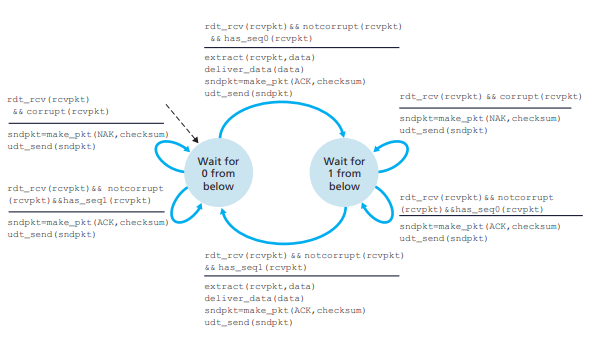 rdt_rcv(rcvpkt)&& notcorrupt(rcvpkt)
&& has_seq0(rcvpkt)
extract(rcvpkt,data)
deliver_data(data)
sndpkt=make_pkt(ACK,checksum)
udt_send(sndpkt)
rdt_rcv(rcvpkt)
&& corrupt(rcvpkt)
sndpkt=make_pkt(NAK,checksum)
udt_send(sndpkt)
rdt_rcv(rcvpkt) && corrupt(rcvpkt)
sndpkt=make_pkt(NAK,checksum)
udt_send(sndpkt)
Wait for
0 from
below
Wait for
1 from
below
rdt_rcv(rcvpkt)&& notcorrupt
(rcvpkt)&&has_seq1(rcvpkt)
sndpkt=make_pkt(ACK,checksum)
udt_send(sndpkt)
rdt_rcv(rcvpkt)&& notcorrupt
(rcvpkt)&&has_seq0(rcvpkt)
sndpkt=make_pkt(ACK,checksum)
udt_send(sndpkt)
rdt_rcv(rcvpkt) && notcorrupt(rcvpkt)
&& has_seq1(rcvpkt)
extract(rcvpkt,data)
deliver_data(data)
sndpkt=make_pkt(ACK,checksum)
udt_send(sndpkt)